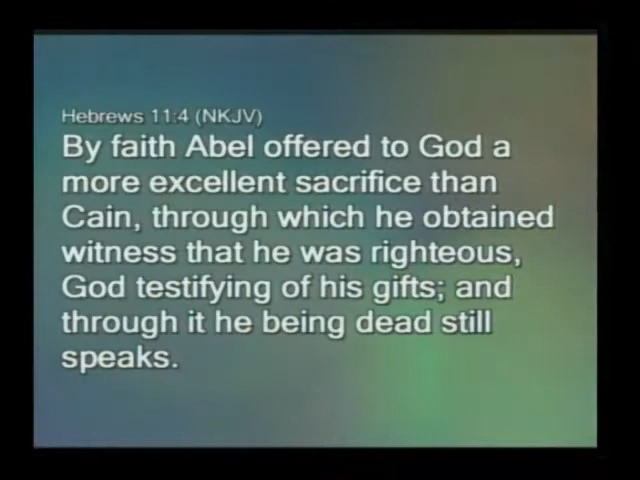 Hebrews 11:4 (NKJV)
By faith Abel offered to God a
more excellent sacrifice than
Cain, through which he obtained
witness that he was righteous,
God testifying of his gifts; and
through it he being dead still
speaks.